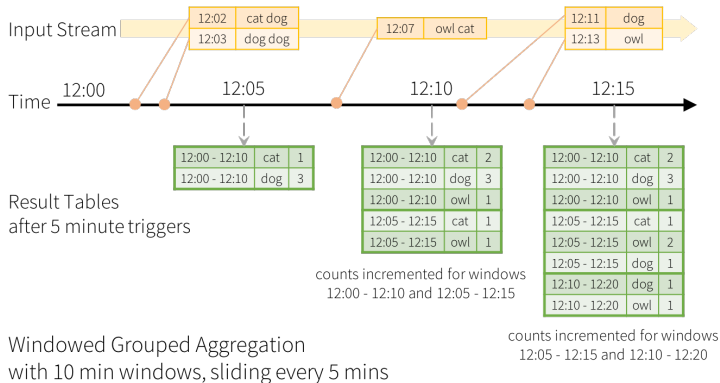 Input Stream
12:02 cat dog
12:03 dog dog
12:07 owl cat
12:11 dog
12:13 owl
Time
12:00
12:05
12:10
12:15
Result Tables
after 5 minute triggers
12:00 - 12:10 cat 1
12:00 - 12:10 dog 3
12:00 - 12:10 cat 2
12:00 - 12:10 dog 3
12:00 - 12:10 owl 1
12:05 - 12:15 cat 1
12:05 - 12:15 owl 1
counts incremented for windows
12:00 - 12:10 and 12:05 - 12:15
12:00 - 12:10 cat 2
12:00 - 12:10 dog 3
12:00 - 12:10 owl 1
12:05 - 12:15 cat 1
12:05 - 12:15 owl 2
12:05 - 12:15 dog 1
12:10 - 12:20 dog 1
12:10 - 12:20 owl 1
counts incremented for windows
12:05 - 12:15 and 12:10 - 12:20
Windowed Grouped Aggregation
with 10 min windows, sliding every 5 mins